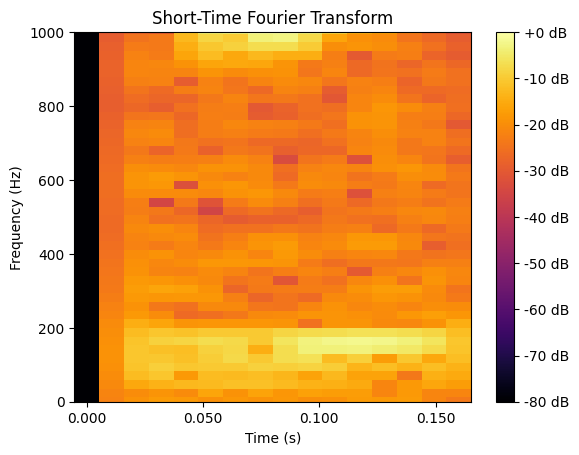 Short-Time Fourier Transform
1000
800
600
400
200
0
Frequency (Hz)
0.000
0.050
0.100
0.150
Time (s)
+0 dB
-10 dB
-20 dB
-30 dB
-40 dB
-50 dB
-60 dB
-70 dB
-80 dB